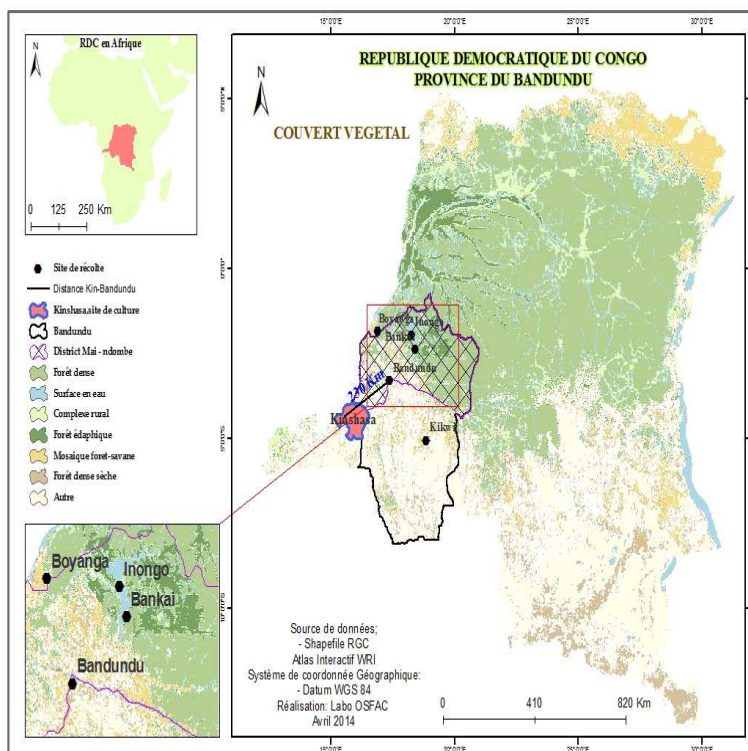 RDC en Afrique
N
0 125 250 Km
Site de récolte
Distance Kin-Bandundu
Kinshasa,site de culture
Bandundu
District Mai - ndombe
Forêt dense
Surface en eau
Complexe rural
Forêt édaphique
Mosaique foret-savane
Forêt dense sèche
Autre
Boyanga
Inongo
Bankai
Bandundu
15°0'0"E 20°0'0"E 25°0'0"E 30°0'0"E
REPUBLIQUE DEMOCRATIQUE DU CONGO
PROVINCE DU BANDUNDU
N
COUVERT VEGETAL
Boyanga
Inongo
Bankai
Bandundu
Kinshasa
Kikwit
Source de données;
- Shapefile RGC
Atlas Interactif WRI
Système de coordonnée Géographique:
- Datum WGS 84
Réalisation: Labo OSFAC
Avril 2014
0 410 820 Km
15°0'0"E 20°0'0"E 25°0'0"E 30°0'0"E